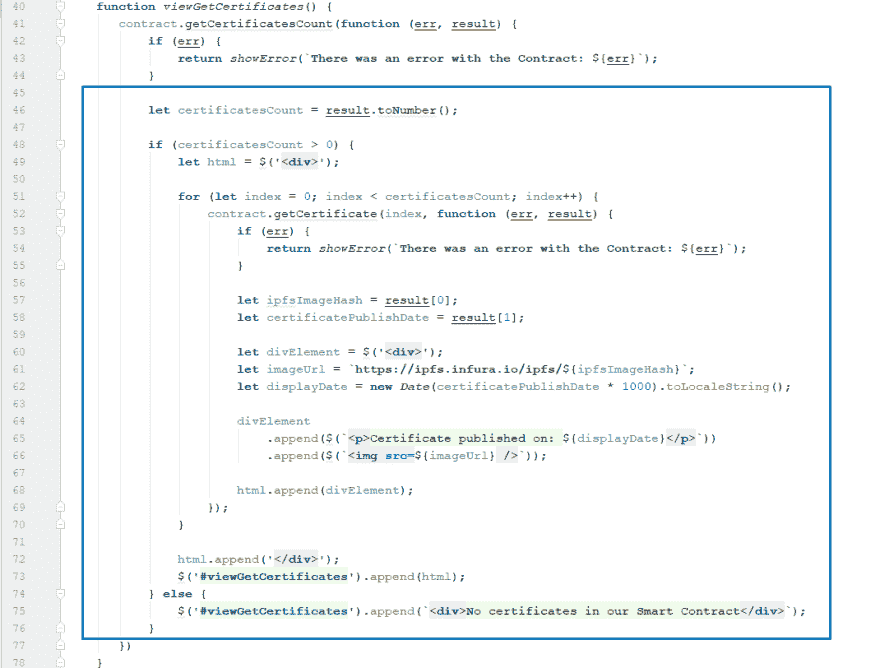 40 function viewGetCertificates() {
41 contract.getCertificatesCount(function (err, result) {
42 if (err) {
43 return showError(`There was an error with the Contract: ${err}`);
44 }
45
46 let certificatesCount = result.toNumber();
47
48 if (certificatesCount > 0) {
49 let html = $('<div>');
50
51 for (let index = 0; index < certificatesCount; index++) {
52 contract.getCertificate(index, function (err, result) {
53 if (err) {
54 return showError(`There was an error with the Contract: ${err}`);
55 }
56
57 let ipfsImageHash = result[0];
58 let certificatePublishDate = result[1];
59
60 let divElement = $('<div>');
61 let imageUrl = `https://ipfs.infura.io/ipfs/${ipfsImageHash}`;
62 let displayDate = new Date(certificatePublishDate * 1000).toLocaleString();
63
64 divElement
65 .append($(`<p>Certificate published on: ${displayDate}</p>`))
66 .append($(`<img src=${imageUrl} />`));
67
68 html.append(divElement);
69 });
70 }
71
72 html.append('</div>');
73 $('#viewGetCertificates').append(html);
74 } else {
75 $('#viewGetCertificates').append(`<div>No certificates in our Smart Contract</div>`);
76 }
77 })
78 }